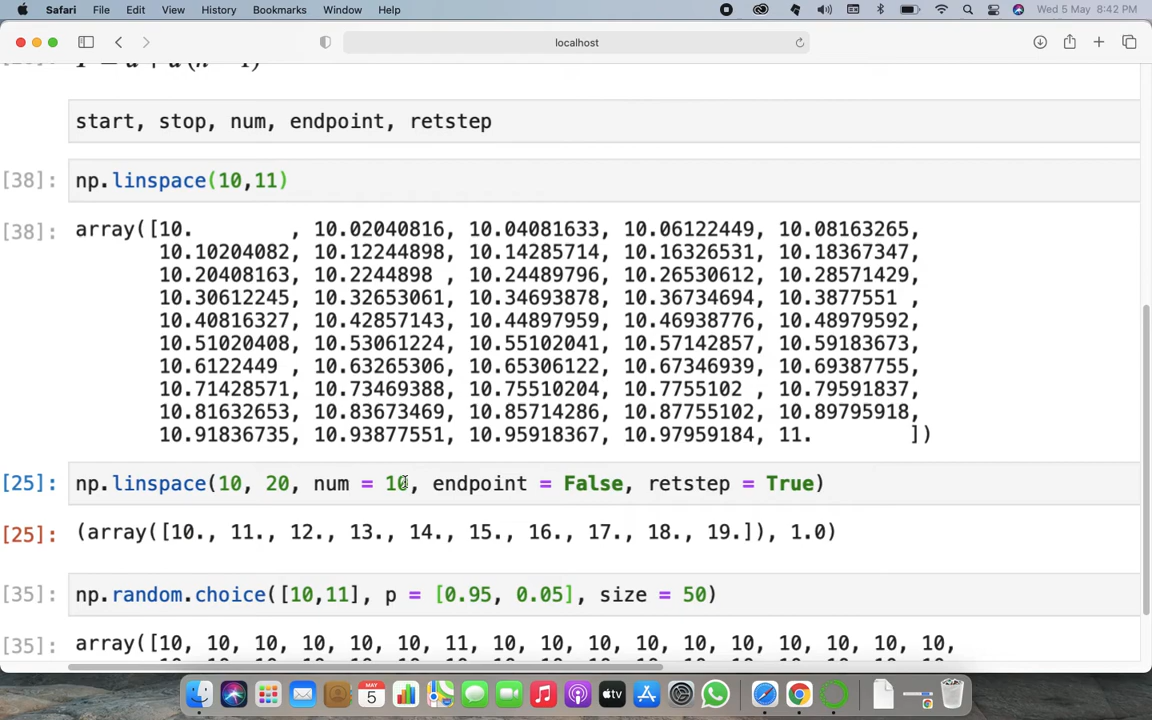 Safari File Edit View History Bookmarks Window Help Wed 5 May 8:42 PM
localhost
start, stop, num, endpoint, retstep
[38]: np.linspace(10,11)
[38]: array([10. , 10.02040816, 10.04081633, 10.06122449, 10.08163265,
10.10204082, 10.12244898, 10.14285714, 10.16326531, 10.18367347,
10.20408163, 10.2244898 , 10.24489796, 10.26530612, 10.28571429,
10.30612245, 10.32653061, 10.34693878, 10.36734694, 10.3877551 ,
10.40816327, 10.42857143, 10.44897959, 10.46938776, 10.48979592,
10.51020408, 10.53061224, 10.55102041, 10.57142857, 10.59183673,
10.6122449 , 10.63265306, 10.65306122, 10.67346939, 10.69387755,
10.71428571, 10.73469388, 10.75510204, 10.7755102 , 10.79591837,
10.81632653, 10.83673469, 10.85714286, 10.87755102, 10.89795918,
10.91836735, 10.93877551, 10.95918367, 10.97959184, 11. ])
[25]: np.linspace(10, 20, num = 10, endpoint = False, retstep = True)
[25]: (array([10., 11., 12., 13., 14., 15., 16., 17., 18., 19.]), 1.0)
[35]: np.random.choice([10,11], p = [0.95, 0.05], size = 50)
[35]: array([10, 10, 10, 10, 10, 10, 11, 10, 10, 10, 10, 10, 10, 10, 10, 10, 10,
MAY
5
tv